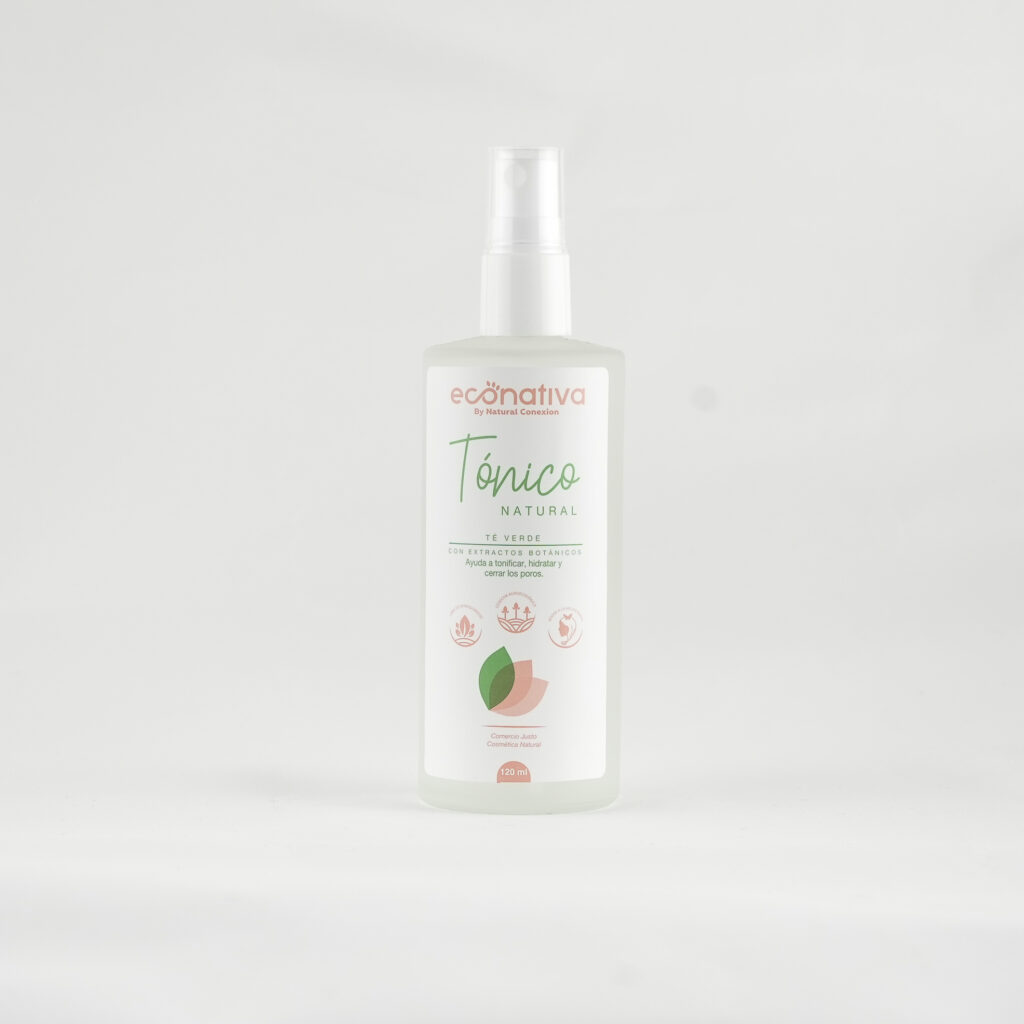 econativa
By Natural Conexion
Tónico
NATURAL
TÉ VERDE
CON EXTRACTOS BOTÁNICOS
Ayuda a tonificar, hidratar y
cerrar los poros.
Comercio Justo
Cosmética Natural
120 ml